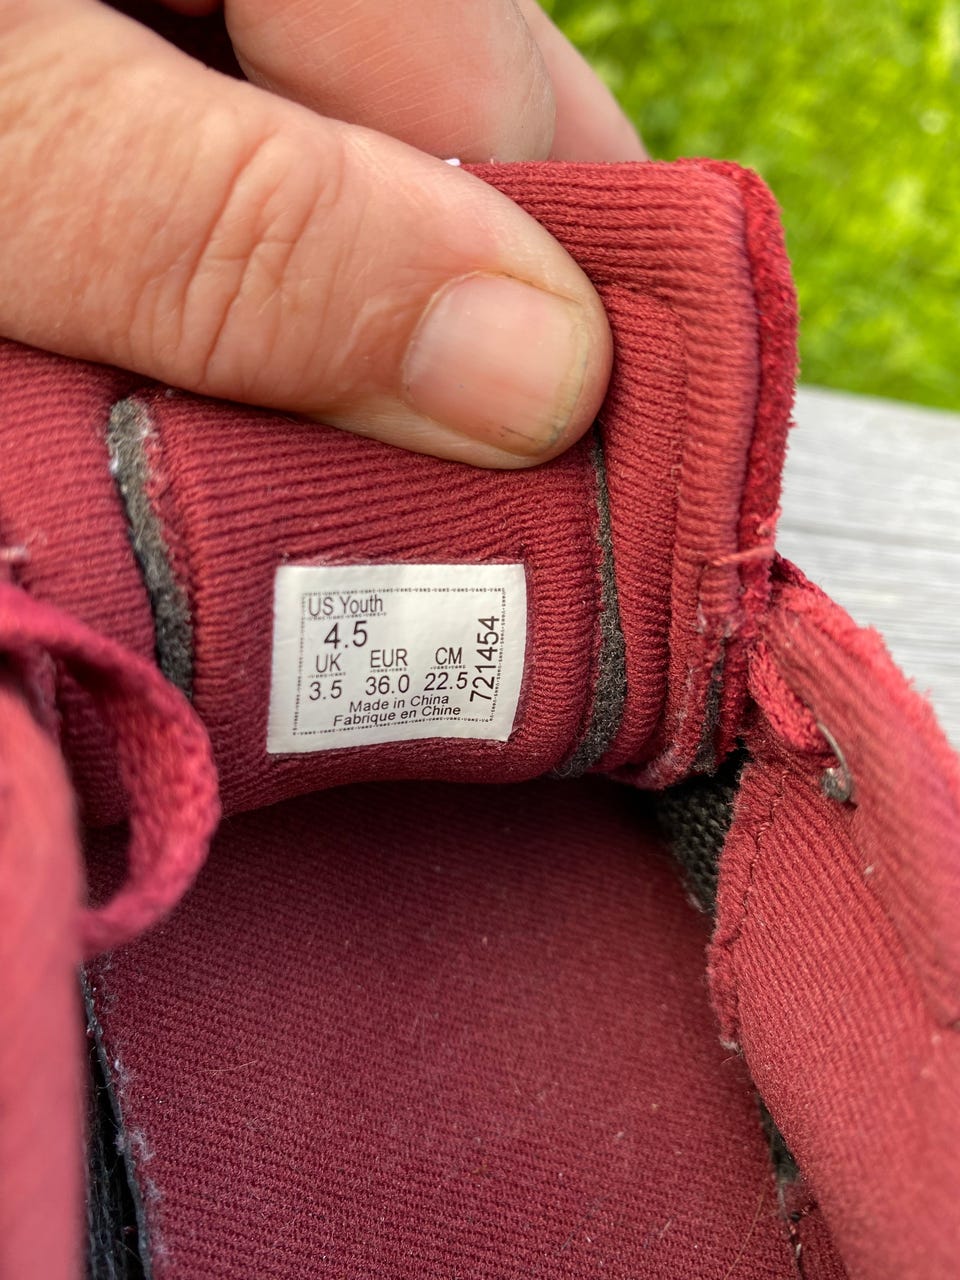 US Youth
4.5
UK EUR CM
3.5 36.0 22.5
Made in China
Fabrique en Chine
721454